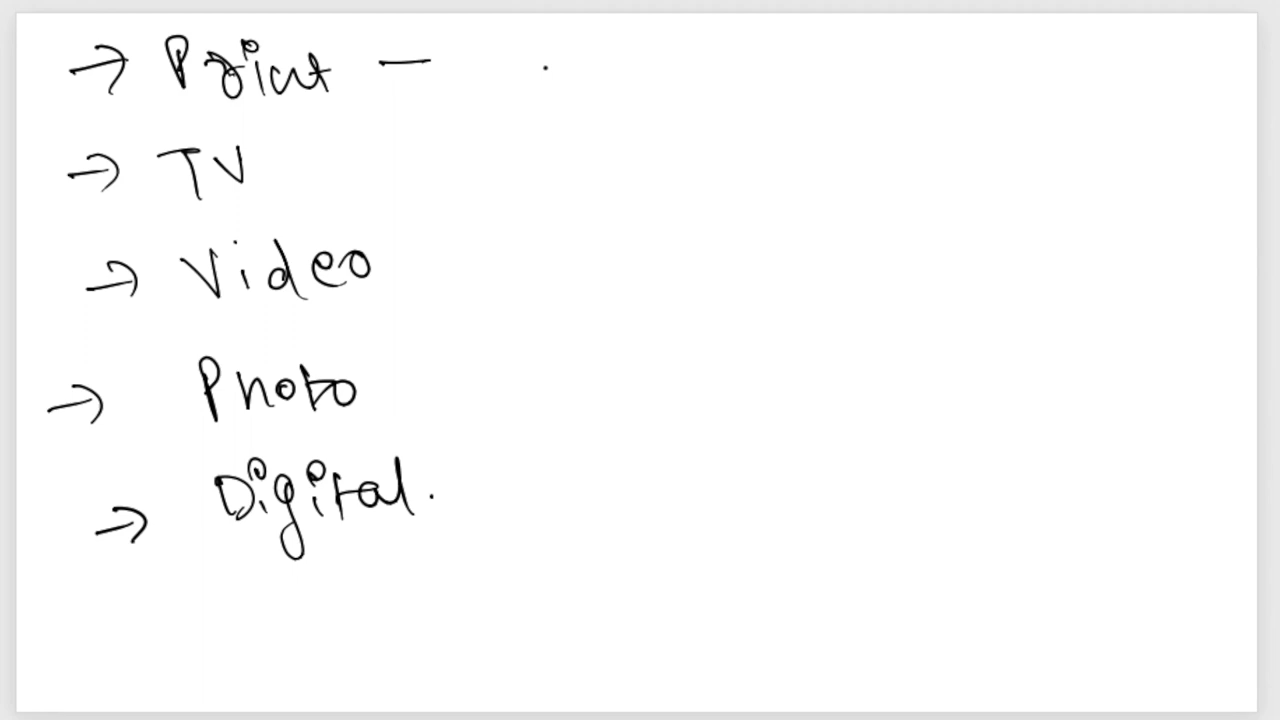 → Print —
→ TV
→ Video
→ Photo
→ Digital.